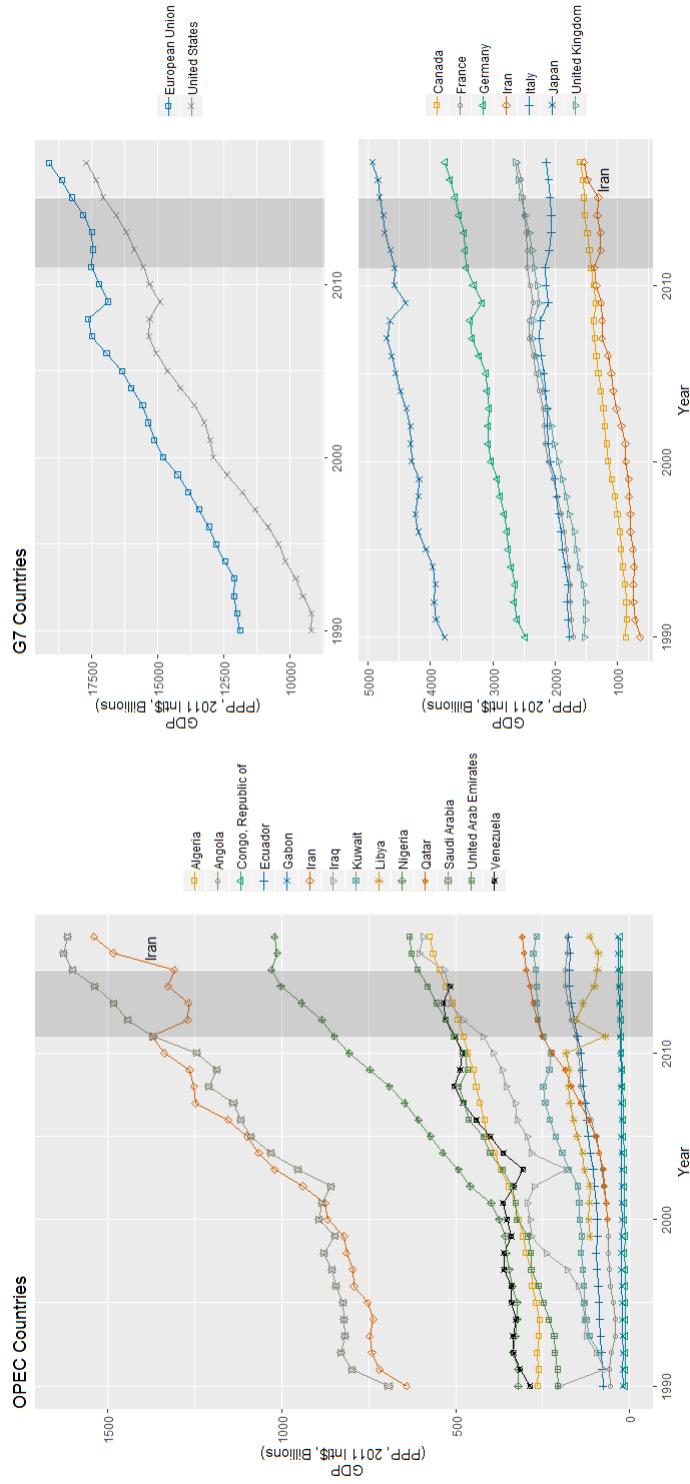 OPEC Countries
GDP
(PPP, 2011 Int$, Billions)
1500
1000
500
0
Iran
1990
2000
2010
Year
Algeria
Angola
Congo, Republic of
Ecuador
Gabon
Iran
Iraq
Kuwait
Libya
Nigeria
Qatar
Saudi Arabia
United Arab Emirates
Venezuela
G7 Countries
GDP
(PPP, 2011 Int$, Billions)
17500
15000
12500
10000
1990
2000
2010
European Union
United States
GDP
(PPP, 2011 Int$, Billions)
5000
4000
3000
2000
1000
Iran
1990
2000
2010
Year
Canada
France
Germany
Iran
Italy
Japan
United Kingdom